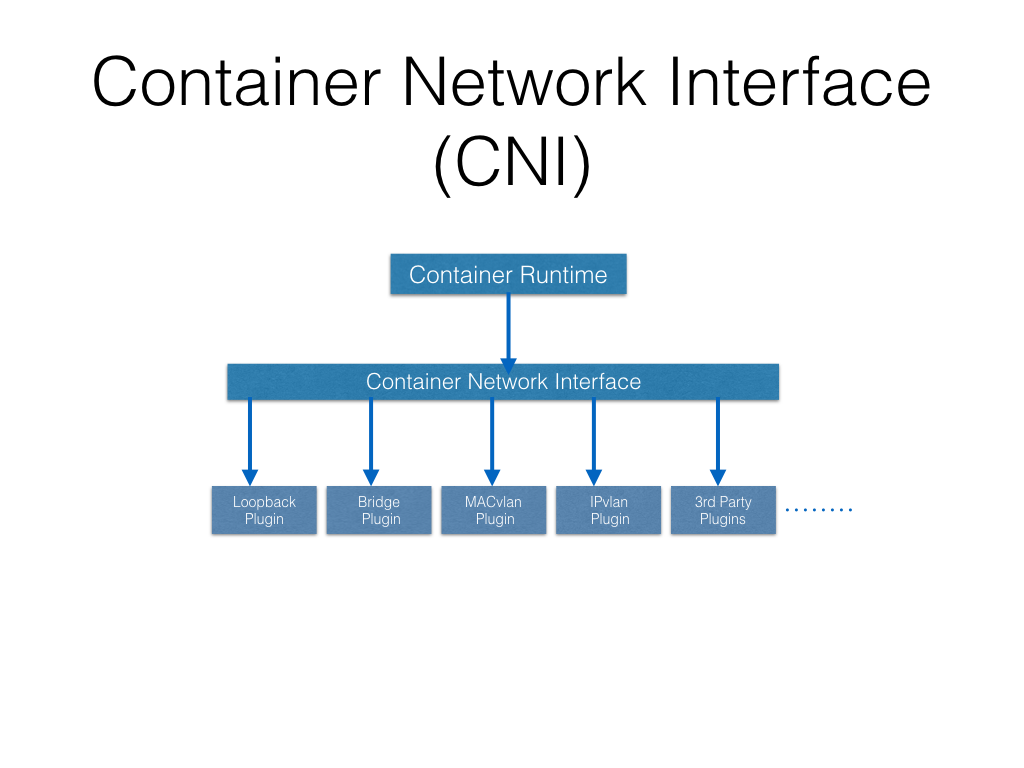 Container Network Interface
(CNI)
Container Runtime
Container Network Interface
Loopback
Plugin
Bridge
Plugin
MACvlan
Plugin
IPvlan
Plugin
3rd Party
Plugins
........